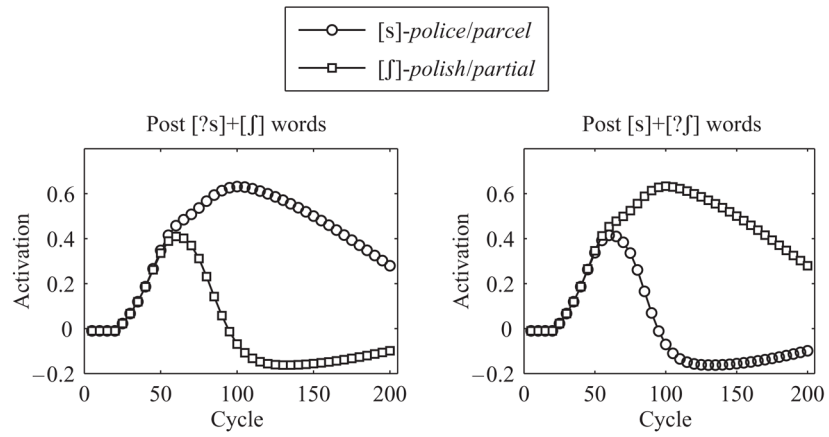 [s]-police/parcel
[ʃ]-polish/partial
Post [?s]+[ʃ] words
Activation
0.6
0.4
0.2
0
−0.2
0
50
100
150
200
Cycle
Post [s]+[?ʃ] words
Activation
0.6
0.4
0.2
0
−0.2
0
50
100
150
200
Cycle